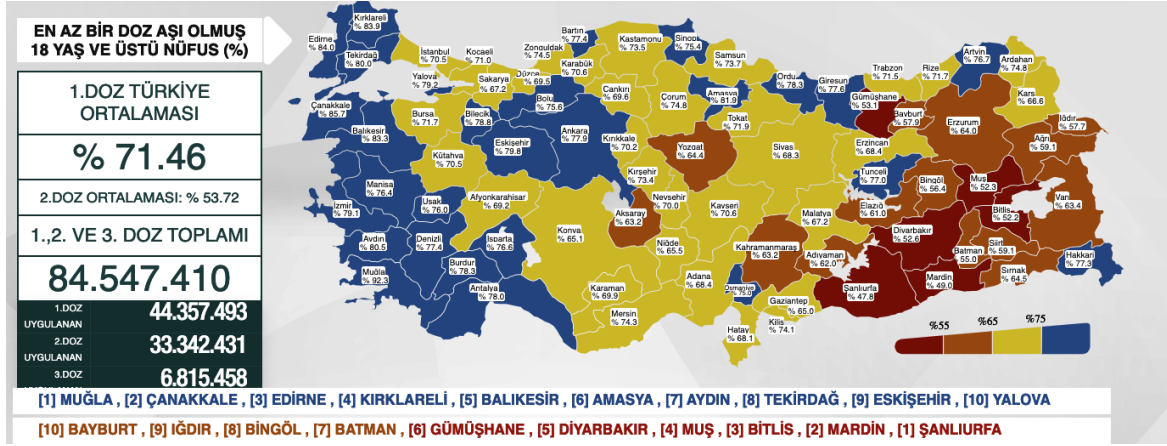 EN AZ BİR DOZ AŞI OLMUŞ
18 YAŞ VE ÜSTÜ NÜFUS (%)
1.DOZ TÜRKİYE
ORTALAMASI
% 71.46
2.DOZ ORTALAMASI: % 53.72
1.,2. VE 3. DOZ TOPLAMI
84.547.410
1.DOZ
UYGULANAN
44.357.493
2.DOZ
UYGULANAN
33.342.431
3.DOZ
6.815.458
Kırklareli
% 83.9
Edirne
% 84.0
Tekirdağ
% 80.0
İstanbul
% 70.5
Kocaeli
% 71.0
Yalova
% 79.2
Sakarya
% 67.2
Düzce
% 69.5
Zonguldak
% 74.5
Bartın
% 77.4
Karabük
% 70.6
Kastamonu
% 73.5
Sinop
% 75.4
Samsun
% 73.7
Çankırı
% 69.6
Çorum
% 74.8
Amasya
% 81.9
Tokat
% 71.9
Ordu
% 78.3
Giresun
% 77.6
Trabzon
% 71.5
Rize
% 71.7
Artvin
% 76.7
Ardahan
% 74.8
Kars
% 66.6
Iğdır
% 57.7
Ağrı
% 59.1
Erzurum
% 64.0
Bayburt
% 57.9
Gümüşhane
% 53.1
Erzincan
% 68.4
Sivas
% 68.3
Yozgat
% 64.4
Kırıkkale
% 70.2
Ankara
% 77.9
Bolu
% 75.6
Bilecik
% 78.8
Eskişehir
% 79.8
Bursa
% 71.7
Çanakkale
% 85.7
Balıkesir
% 83.3
Kütahya
% 70.5
Manisa
% 76.4
Uşak
% 76.0
İzmir
% 79.1
Afyonkarahisar
% 69.2
Kırşehir
% 73.4
Nevşehir
% 70.0
Aksaray
% 63.2
Kayseri
% 70.6
Konya
% 65.1
Niğde
% 65.5
Aydın
% 80.5
Denizli
% 77.4
Isparta
% 76.6
Burdur
% 78.3
Muğla
% 92.3
Antalya
% 78.0
Karaman
% 69.9
Mersin
% 74.3
Adana
% 68.4
Kahramanmaraş
% 63.2
Osmaniye
% 75.0
Gaziantep
% 65.0
Kilis
% 74.1
Hatay
% 68.1
Malatya
% 67.2
Adıyaman
% 62.0
Elazığ
% 61.0
Tunceli
% 77.0
Bingöl
% 56.4
Muş
% 52.3
Bitlis
% 52.2
Van
% 63.4
Diyarbakır
% 52.6
Batman
55.0
Siirt
% 59.1
Mardin
% 49.0
Şırnak
% 64.5
Hakkari
% 77.3
Şanlıurfa
% 47.8
%55 %65 %75
[1] MUĞLA , [2] ÇANAKKALE , [3] EDİRNE , [4] KIRKLARELİ , [5] BALIKESİR , [6] AMASYA , [7] AYDIN , [8] TEKİRDAĞ , [9] ESKİŞEHİR , [10] YALOVA
[10] BAYBURT , [9] IĞDIR , [8] BİNGÖL , [7] BATMAN , [6] GÜMÜŞHANE , [5] DİYARBAKIR , [4] MUŞ , [3] BİTLİS , [2] MARDİN , [1] ŞANLIURFA